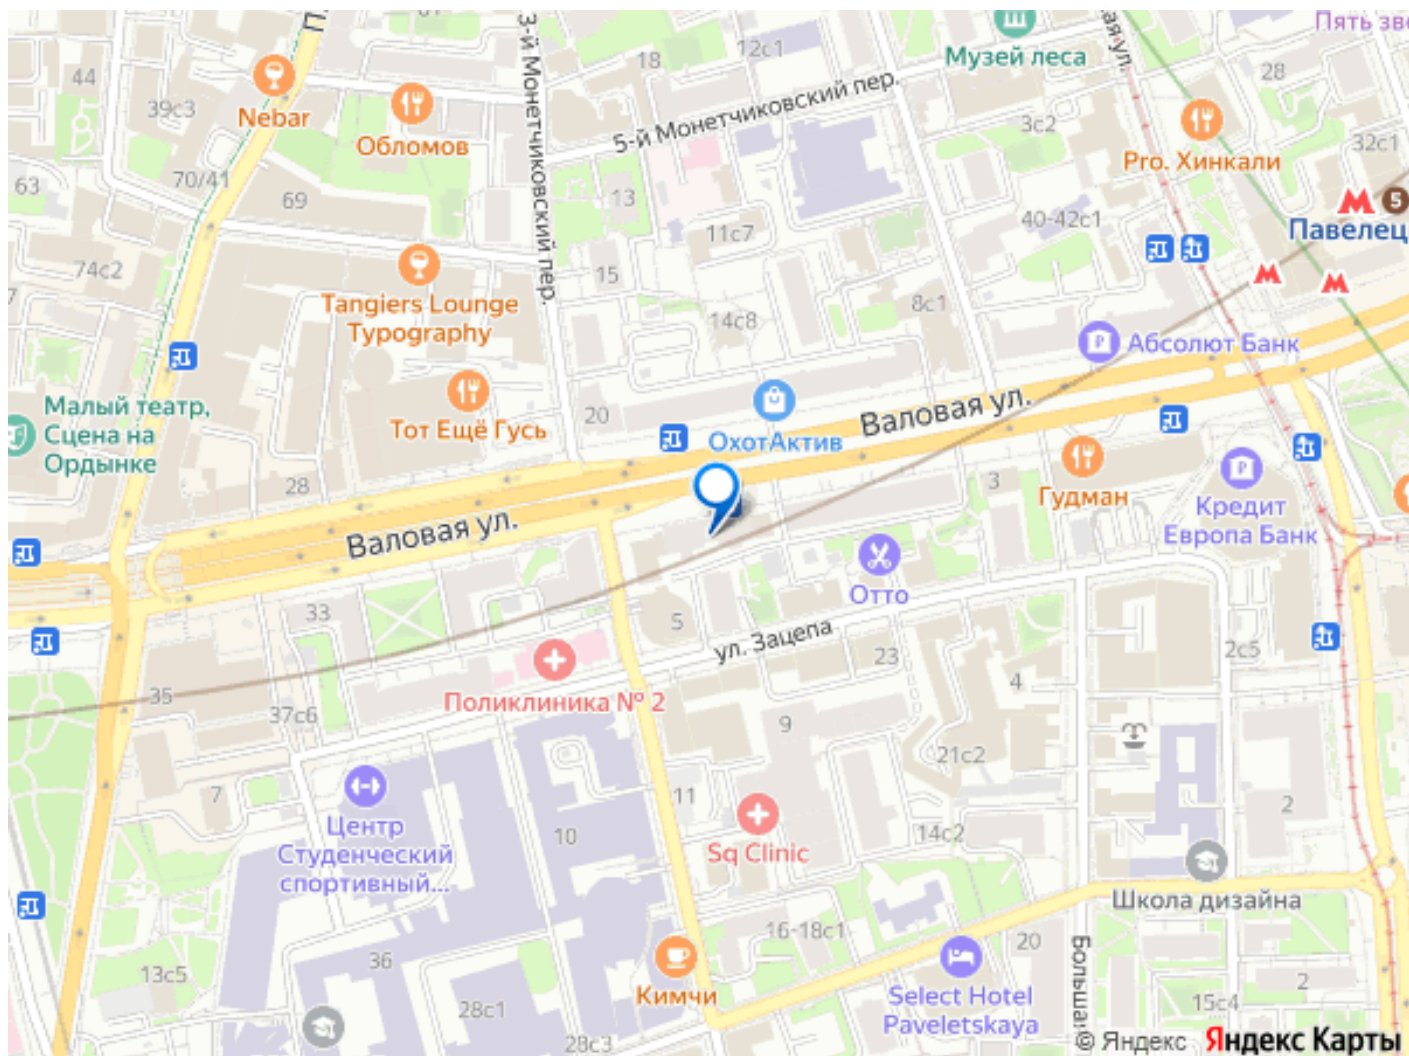 Пять зв
Музей леса
ая ул.
12с1
18
28
44
39с3
Nebar
Обломов
3-й Монетчиковский пер.
5-й Монетчиковский пер.
3с2
Pro. Хинкали
32с1
63
70/41
69
13
11с7
40-42с1
5
Павелец
74с2
15
Tangiers Lounge
Typography
14с8
8с1
Абсолют Банк
Малый театр,
Сцена на
Ордынке
Тот Ещё Гусь
20
ОхотАктив
Валовая ул.
28
3
Гудман
Кредит
Европа Банк
Валовая ул.
Отто
33
5
ул. Зацепа
23
2с5
4
35
37с6
Поликлиника № 2
9
21с2
7
11
2
Центр
Студенческий
спортивный...
10
Sq Clinic
14с2
Школа дизайна
16-18с1
20
36
13с5
Кимчи
Select Hotel
Paveletskaya
Большая
2
15с4
28с1
28с3
© Яндекс Яндекс Карты